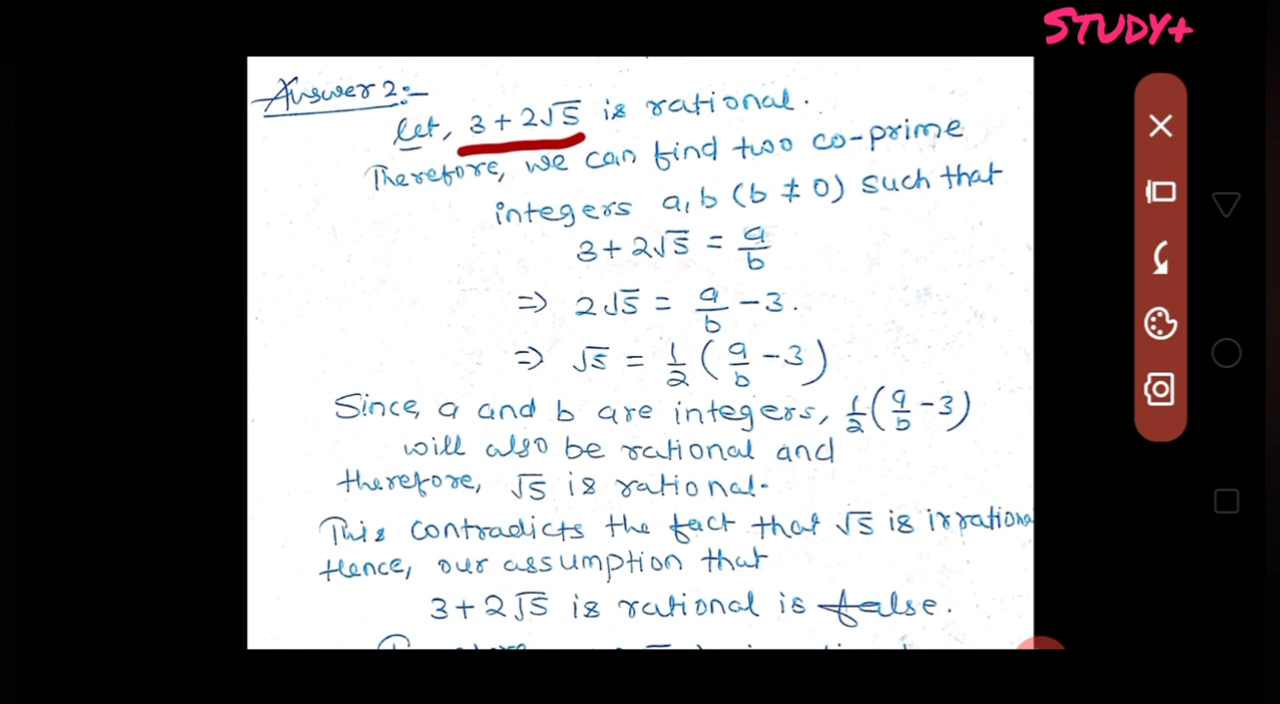 STUDY+
Answer 2:-
Let, 3+2√5 is rational.
Therefore, we can find two co-prime
integers a, b (b ≠ 0) such that
3+2√5 = a/b
=> 2√5 = a/b - 3.
=> √5 = 1/2 (a/b - 3)
Since, a and b are integers, 1/2 (a/b - 3)
will also be rational and
therefore, √5 is rational.
This contradicts the fact that √5 is irrationa
Hence, our assumption that
3+2√5 is rational is false.